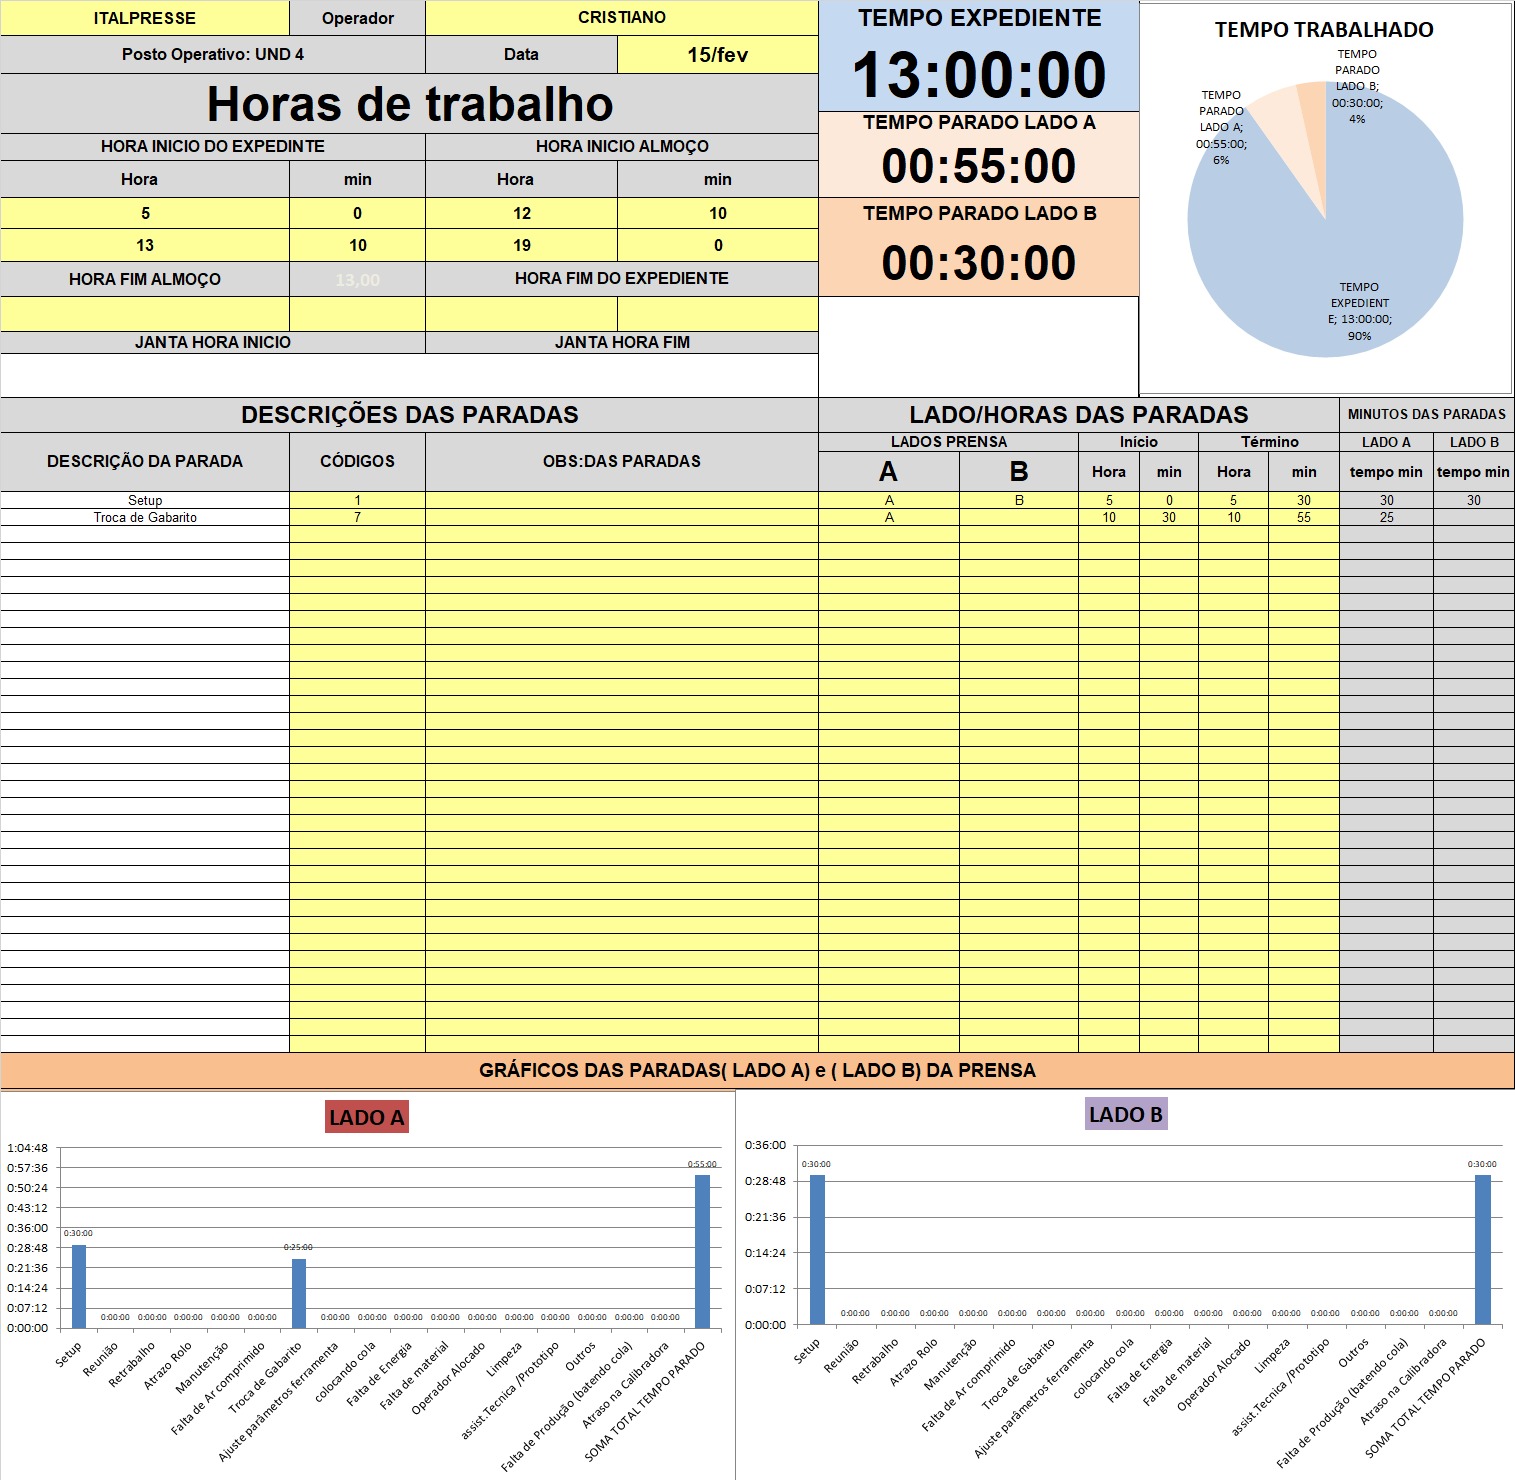 ITALPRESSE Operador CRISTIANO
Posto Operativo: UND 4 Data 15/fev
Horas de trabalho
HORA INICIO DO EXPEDINTE HORA INICIO ALMOÇO
Hora min Hora min
5 0 12 10
13 10 19 0
HORA FIM ALMOÇO 13,00 HORA FIM DO EXPEDIENTE
JANTA HORA INICIO JANTA HORA FIM
TEMPO EXPEDIENTE
13:00:00
TEMPO PARADO LADO A
00:55:00
TEMPO PARADO LADO B
00:30:00
TEMPO TRABALHADO
TEMPO
PARADO
LADO B;
00:30:00;
4%
TEMPO
PARADO
LADO A;
00:55:00;
6%
TEMPO
EXPEDIENT
E; 13:00:00;
90%
DESCRIÇÕES DAS PARADAS LADO/HORAS DAS PARADAS MINUTOS DAS PARADAS
DESCRIÇÃO DA PARADA CÓDIGOS OBS:DAS PARADAS
LADOS PRENSA Início Término LADO A LADO B
A B Hora min Hora min tempo min tempo min
Setup 1 A B 5 0 5 30 30 30
Troca de Gabarito 7 A 10 30 10 55 25
GRÁFICOS DAS PARADAS( LADO A) e ( LADO B) DA PRENSA
LADO A
1:04:48
0:57:36
0:50:24
0:43:12
0:36:00
0:28:48
0:21:36
0:14:24
0:07:12
0:00:00
0:30:00 0:00:00 0:00:00 0:00:00 0:00:00 0:00:00 0:25:00 0:00:00 0:00:00 0:00:00 0:00:00 0:00:00 0:00:00 0:00:00 0:00:00 0:00:00 0:00:00 0:55:00
Setup
Reunião
Retrabalho
Atrazo Rolo
Manutenção
Falta de Ar comprimido
Troca de Gabarito
Ajuste parâmetros ferramenta
colocando cola
Falta de Energia
Falta de material
Operador Alocado
Limpeza
assist.Tecnica /Prototipo
Outros
Falta de Produção (batendo cola)
Atraso na Calibradora
SOMA TOTAL TEMPO PARADO
LADO B
0:36:00
0:28:48
0:21:36
0:14:24
0:07:12
0:00:00
0:30:00 0:00:00 0:00:00 0:00:00 0:00:00 0:00:00 0:00:00 0:00:00 0:00:00 0:00:00 0:00:00 0:00:00 0:00:00 0:00:00 0:00:00 0:00:00 0:00:00 0:30:00
Setup
Reunião
Retrabalho
Atrazo Rolo
Manutenção
Falta de Ar comprimido
Troca de Gabarito
Ajuste parâmetros ferramenta
colocando cola
Falta de Energia
Falta de material
Operador Alocado
Limpeza
assist.Tecnica /Prototipo
Outros
Falta de Produção (batendo cola)
Atraso na Calibradora
SOMA TOTAL TEMPO PARADO